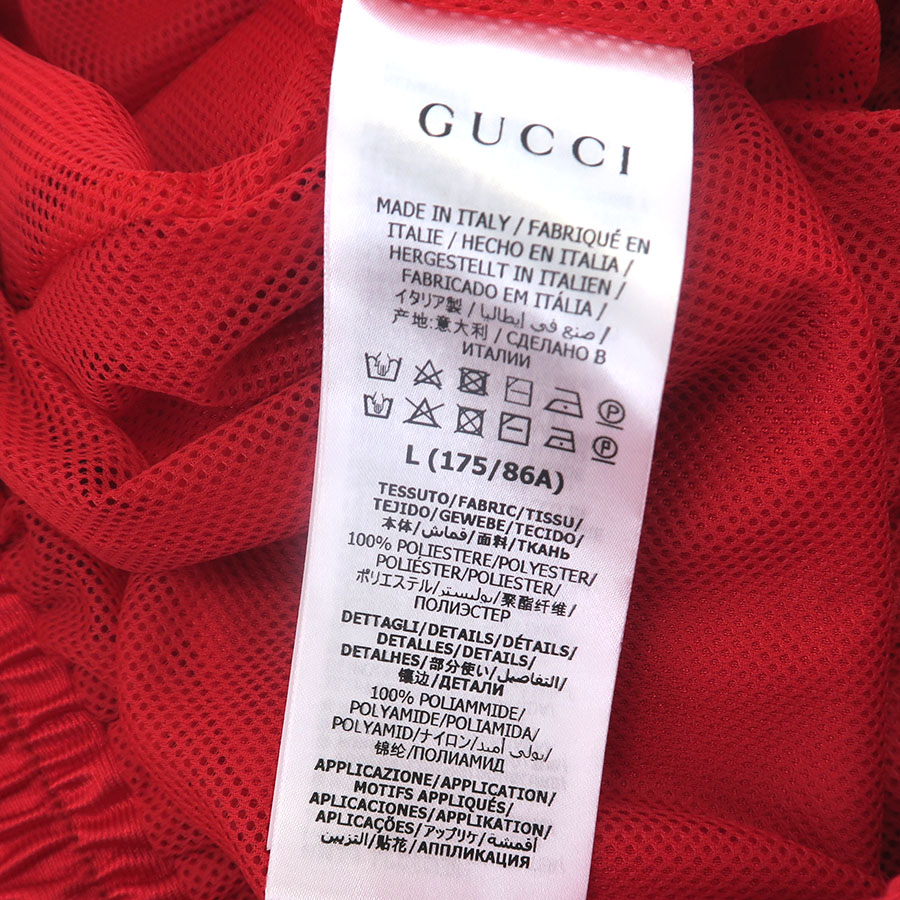 GUCCI
MADE IN ITALY / FABRIQUÉ EN
ITALIE / HECHO EN ITALIA /
HERGESTELLT IN ITALIEN /
FABRICADO EM ITÁLIA /
イタリア製 / صنع في إيطاليا /
产地:意大利 / СДЕЛАНО В
ИТАЛИИ
L (175/86A)
TESSUTO/FABRIC/TISSU/
TEJIDO/GEWEBE/TECIDO/
本体/قماش/面料/ТКАНЬ
100% POLIESTERE/POLYESTER/
POLIÉSTER/POLIESTER/
ポリエステル/بوليستر/聚酯纤维/
ПОЛИЭСТЕР
DETTAGLI/DETAILS/DÉTAILS/
DETALLES/DETAILS/
DETALHES/部分使い/التفاصيل/
镶边/ДЕТАЛИ
100% POLIAMMIDE/
POLYAMIDE/POLIAMIDA/
POLYAMID/ナイロン/بولي أميد/
锦纶/ПОЛИАМИД
APPLICAZIONE/APPLICATION/
MOTIFS APPLIQUÉS/
APLICACIONES/APPLIKATION/
APLICAÇÕES/アップリケ/أقمشة
التزيين/贴花/АППЛИКАЦИЯ